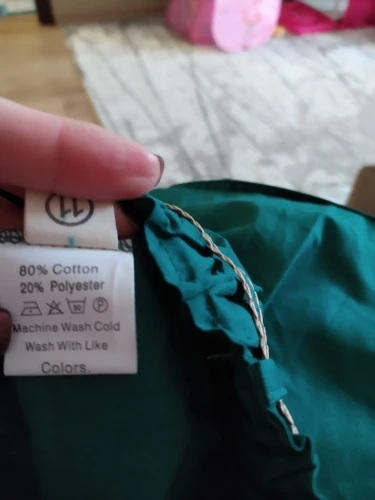 11
80% Cotton
20% Polyester
P
Machine Wash Cold
Wash With Like
Colors.